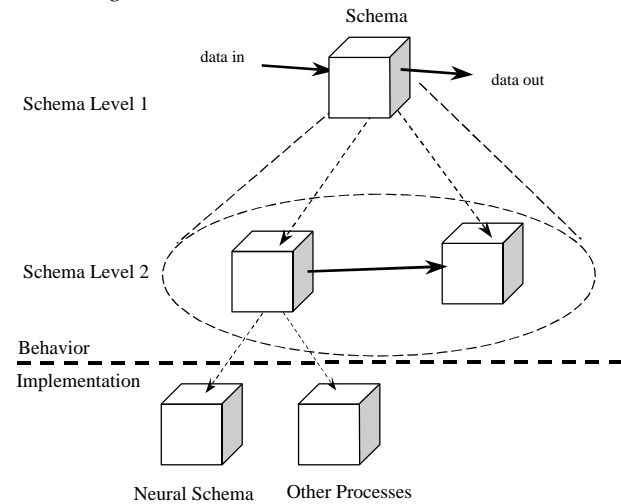 Schema
data in
data out
Schema Level 1
Schema Level 2
Behavior
Implementation
Neural Schema
Other Processes